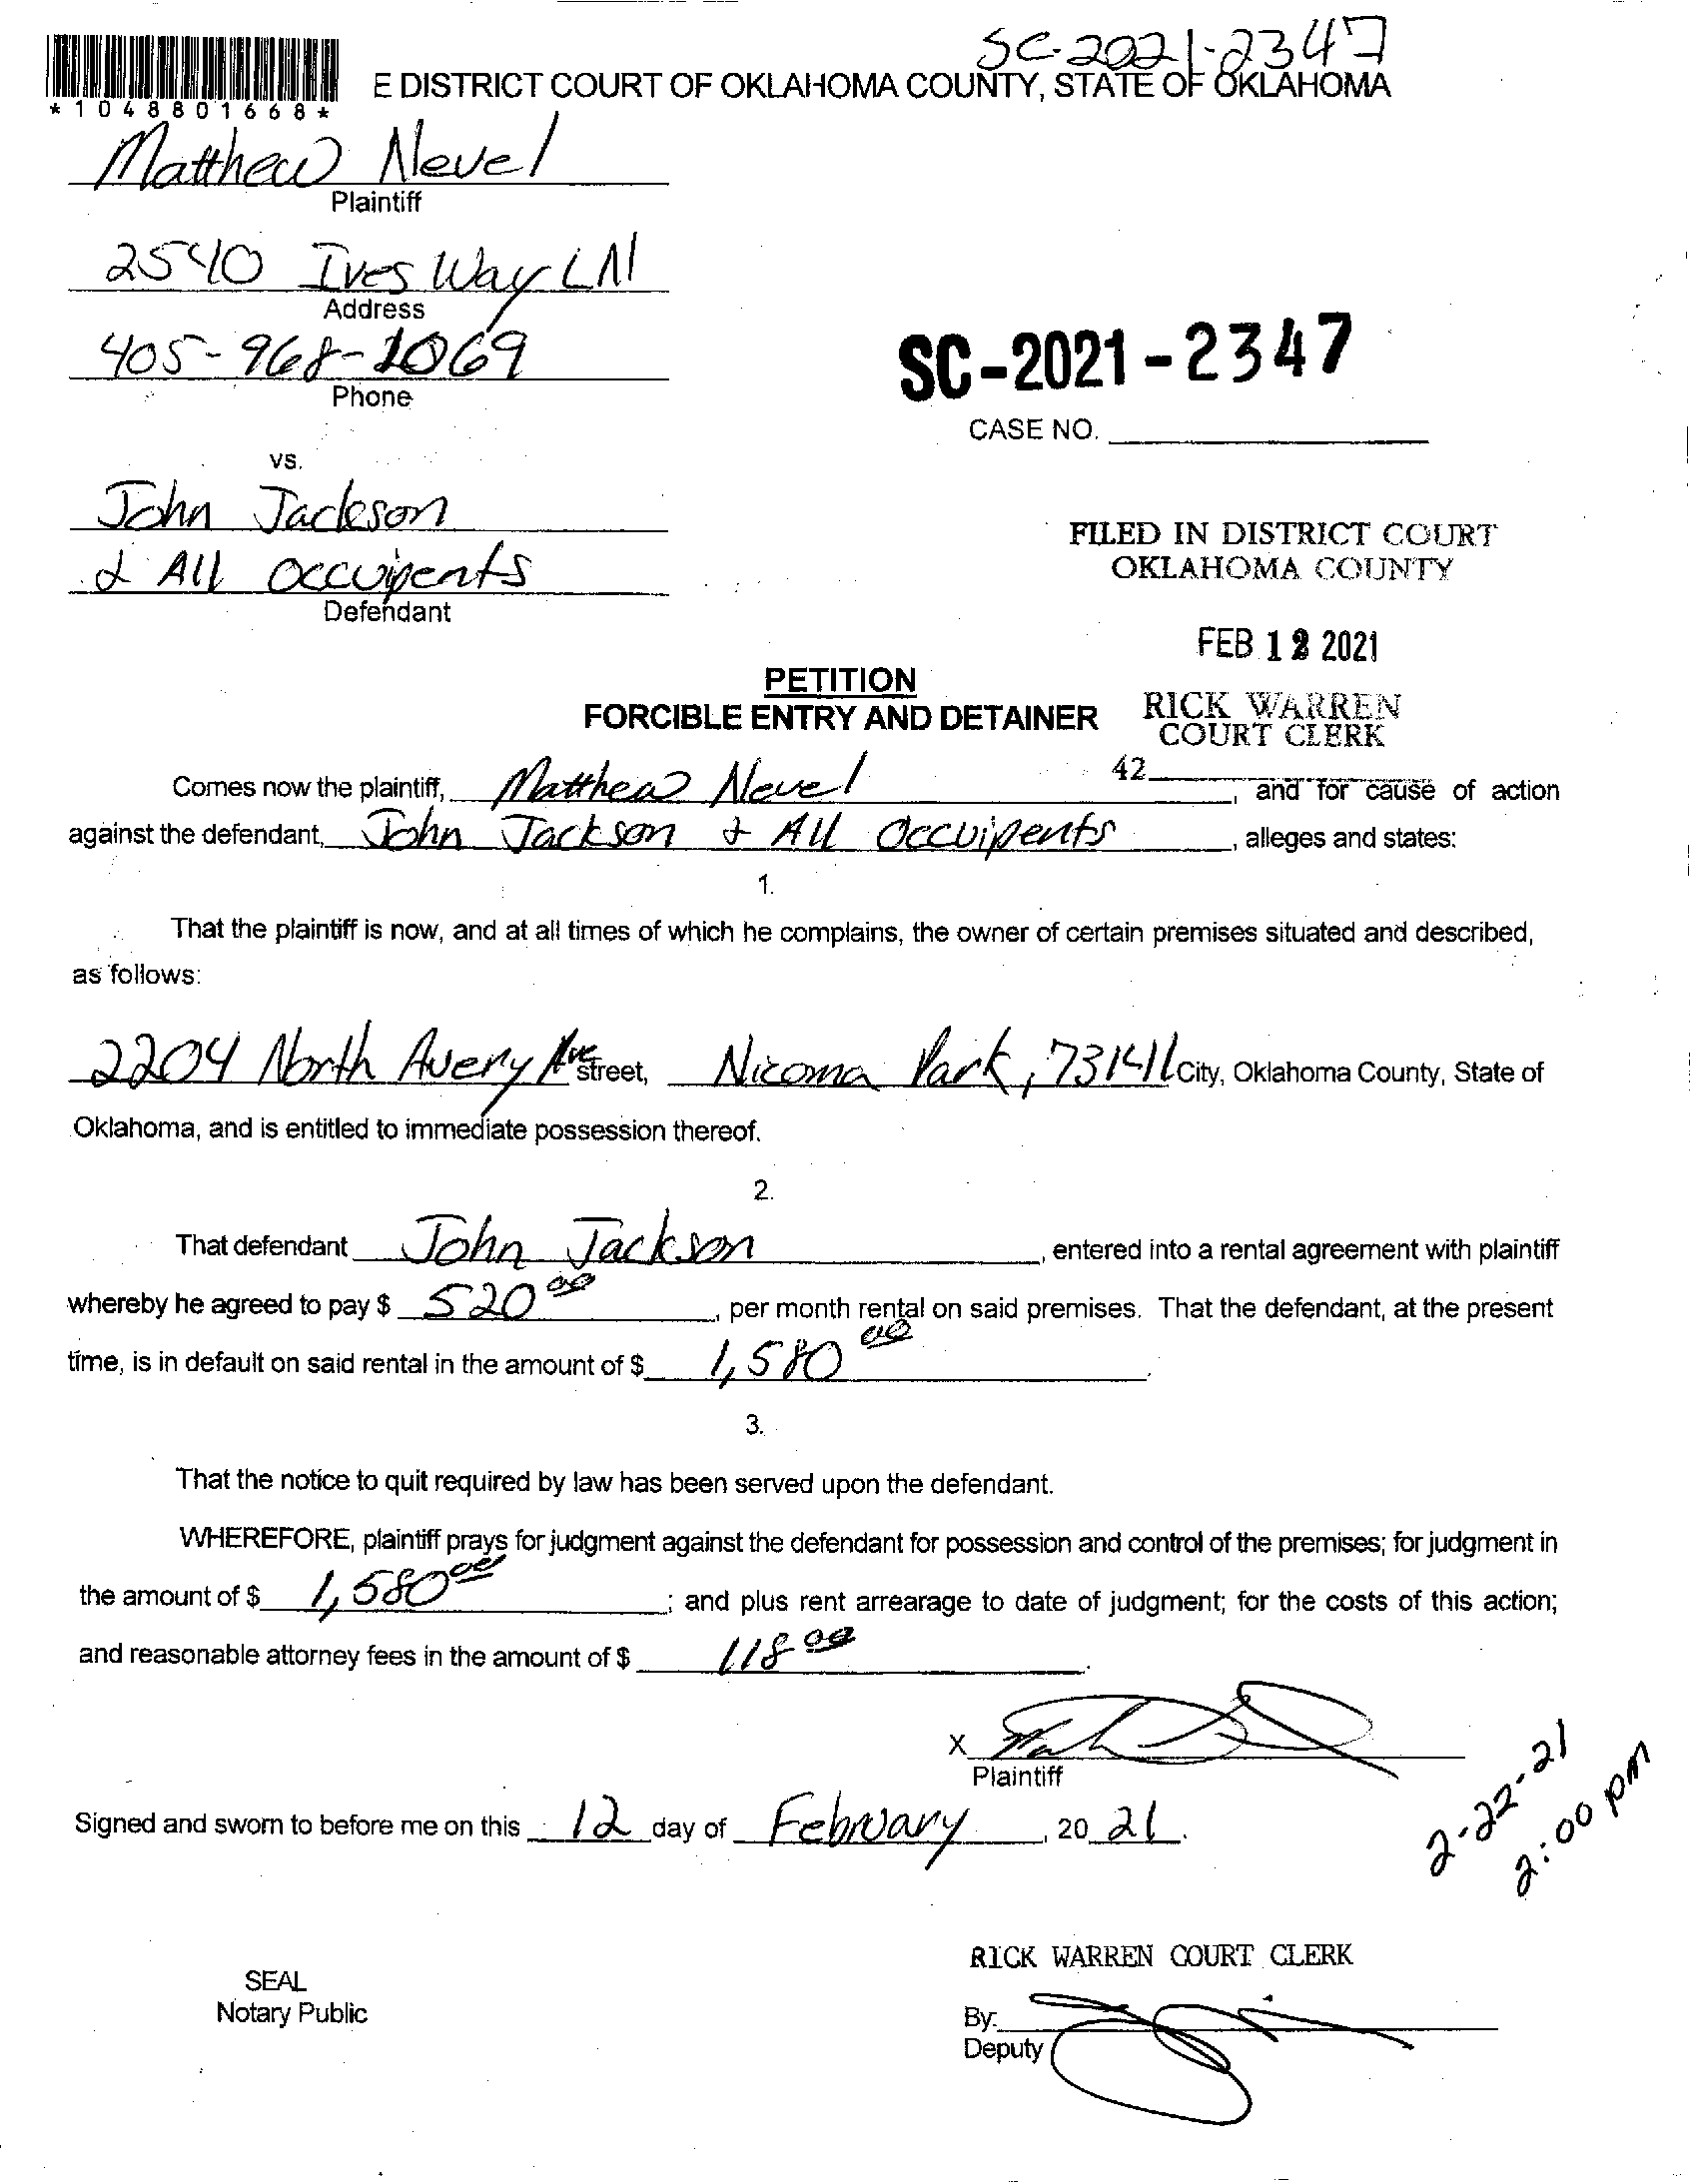 SC-2021-2347
E DISTRICT COURT OF OKLAHOMA COUNTY, STATE OF OKLAHOMA
*1048801668*
Matthew Nevel
Plaintiff
2540 Ives Way LN
Address
405-968-1069
Phone
SC-2021-2347
CASE NO.
vs.
John Jackson
& All Occuipents
Defendant
FILED IN DISTRICT COURT
OKLAHOMA COUNTY
FEB 12 2021
RICK WARREN
COURT CLERK
42
PETITION
FORCIBLE ENTRY AND DETAINER
Comes now the plaintiff, Matthew Nevel, and for cause of action
against the defendant, John Jackson & All Occuipents, alleges and states:
1.
That the plaintiff is now, and at all times of which he complains, the owner of certain premises situated and described,
as follows:
2204 North Avery Ave Street, Nicoma Park, 73141 City, Oklahoma County, State of
Oklahoma, and is entitled to immediate possession thereof.
2.
That defendant John Jackson, entered into a rental agreement with plaintiff
whereby he agreed to pay $ 520 00, per month rental on said premises. That the defendant, at the present
time, is in default on said rental in the amount of $ 1,580 00.
3.
That the notice to quit required by law has been served upon the defendant.
WHEREFORE, plaintiff prays for judgment against the defendant for possession and control of the premises; for judgment in
the amount of $ 1,580 00; and plus rent arrearage to date of judgment; for the costs of this action;
and reasonable attorney fees in the amount of $ 118 00.
X
Plaintiff
Signed and sworn to before me on this 12 day of February, 20 21.
2-22-21
2:00 PM
RICK WARREN COURT CLERK
SEAL
Notary Public
By:
Deputy